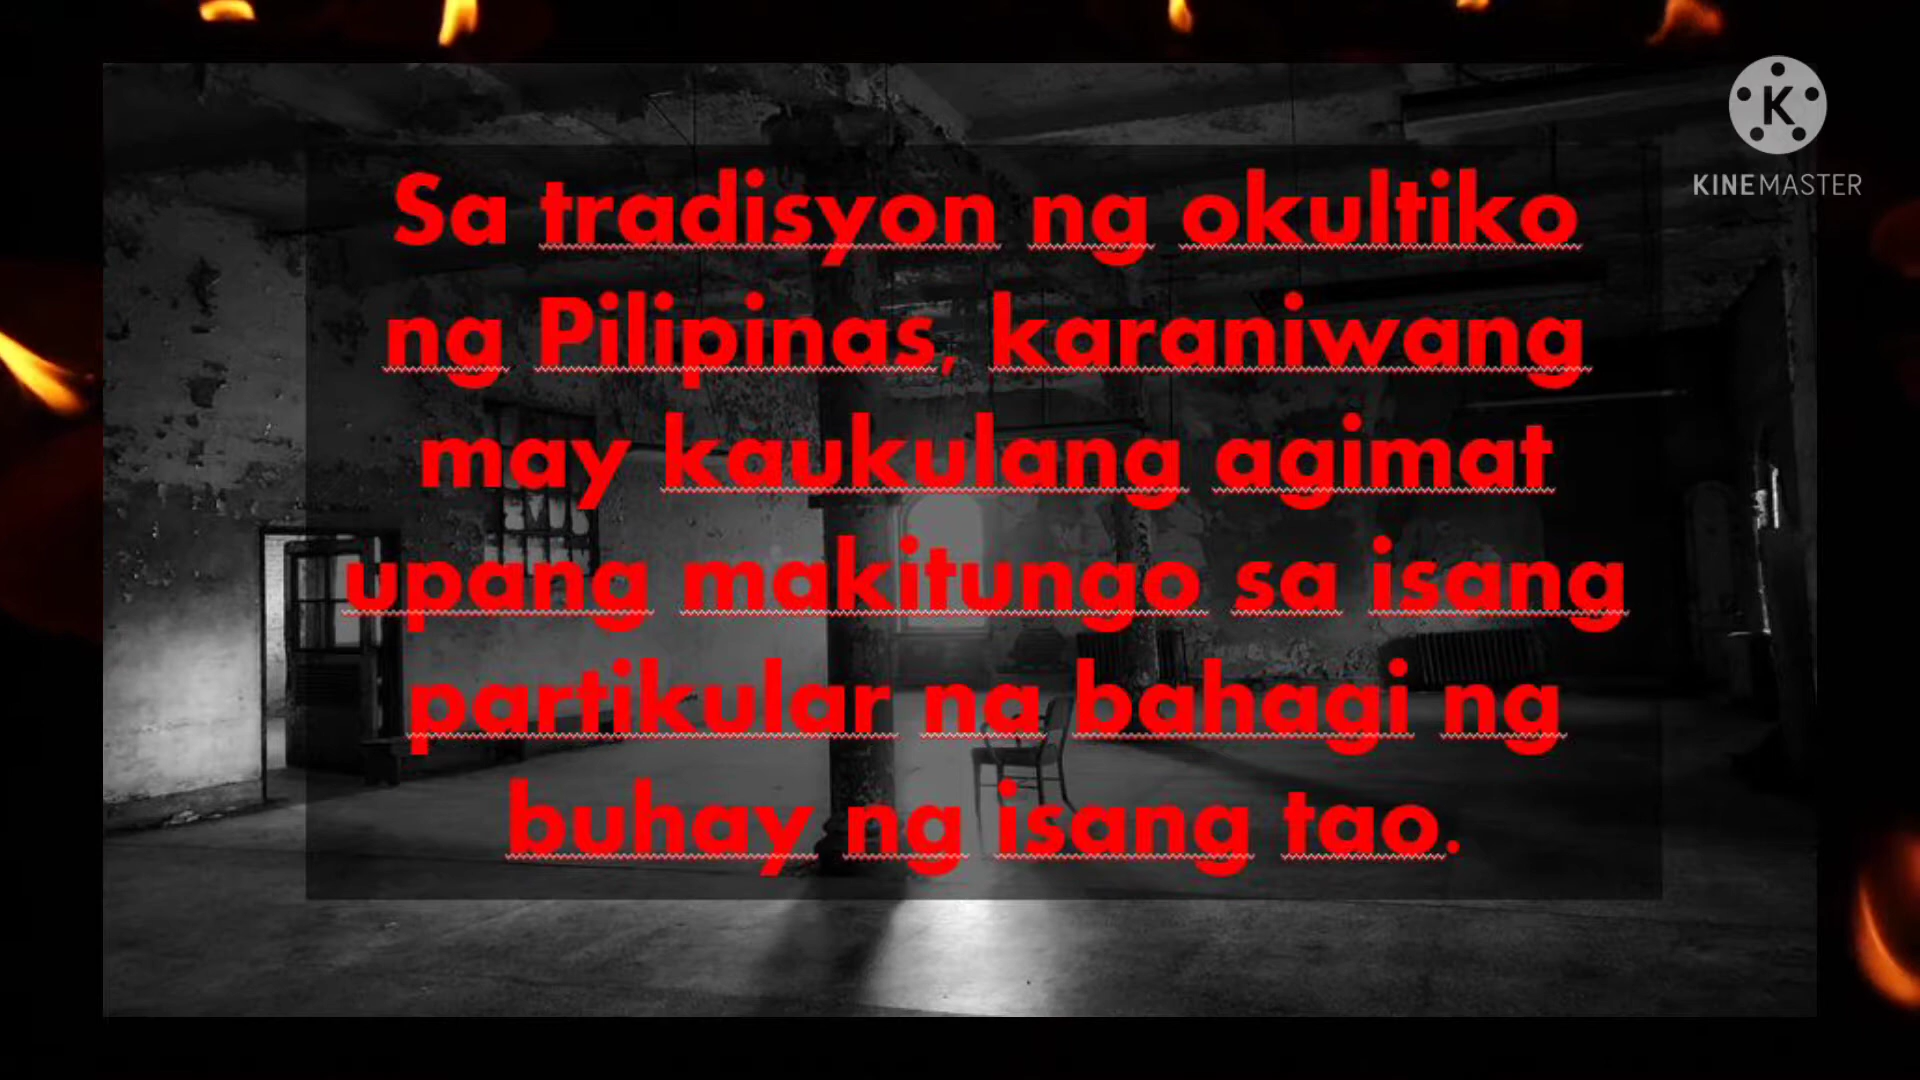 KINEMASTER
Sa tradisyon ng okultiko
ng Pilipinas, karaniwang
may kaukulang agimat
upang makitungo sa isang
partikular na bahagi ng
buhay ng isang tao.